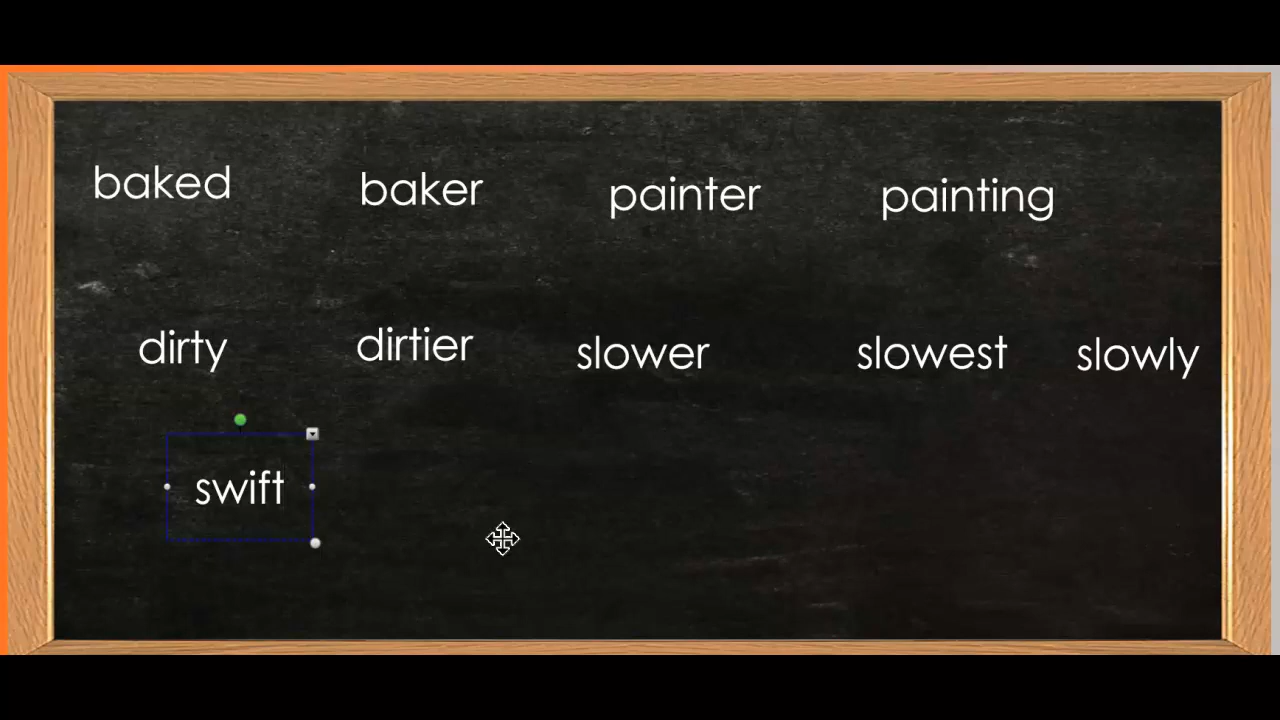 baked baker painter painting
dirty dirtier slower slowest slowly
swift